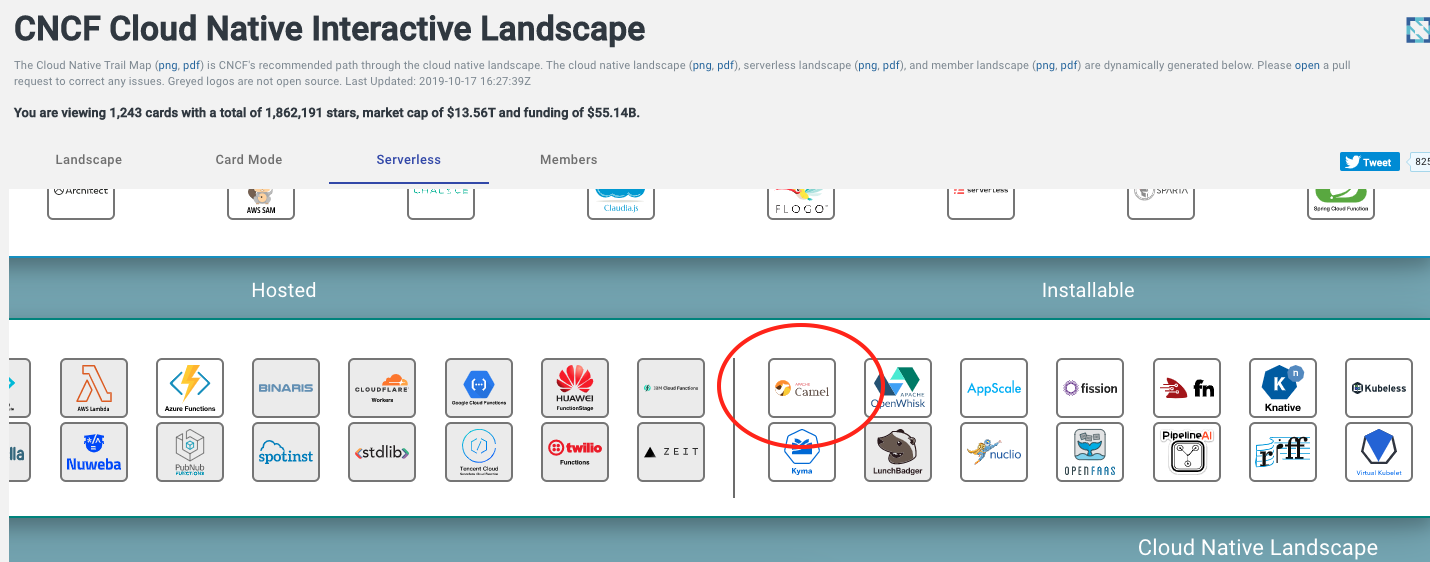 CNCF Cloud Native Interactive Landscape
The Cloud Native Trail Map (png, pdf) is CNCF's recommended path through the cloud native landscape. The cloud native landscape (png, pdf), serverless landscape (png, pdf), and member landscape (png, pdf) are dynamically generated below. Please open a pull
request to correct any issues. Greyed logos are not open source. Last Updated: 2019-10-17 16:27:39Z
You are viewing 1,243 cards with a total of 1,862,191 stars, market cap of $13.56T and funding of $55.14B.
Landscape Card Mode Serverless Members
Tweet 825
Architect
AWS SAM
CHALICE
Claudia.js
FLOGO
serverless
SPARTA
Spring Cloud Function
Hosted Installable
AWS Lambda
Azure Functions
BINARIS
CLOUDFLARE
Workers
Google Cloud Functions
HUAWEI
FunctionStage
IBM Cloud Functions
APACHE
Camel
APACHE
OpenWhisk
AppScale
fission
fn
K n
Knative
Kubeless
lla
Nuweba
PubNub
FUNCTIONS
spotinst
<stdlib>
Tencent Cloud
twilio
Functions
ZEIT
Kyma
LunchBadger
nuclio
OPENFAAS
PipelineAI
riff
Virtual Kubelet
Cloud Native Landscape